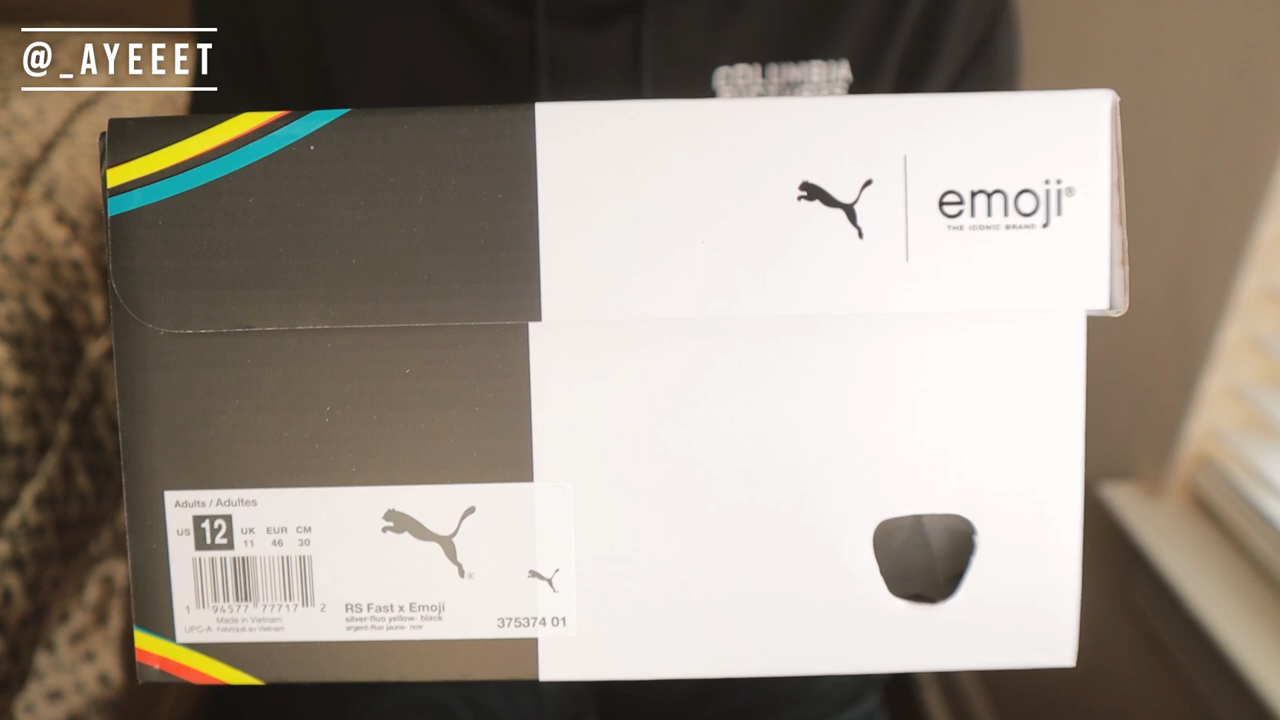 @_AYEEET
COLUMBIA
emoji®
THE ICONIC BRAND
Adults / Adultes
US 12 UK EUR CM
11 46 30
1 94577 77717 2
Made in Vietnam
UPC-A Fabriqué au Vietnam
®
RS Fast x Emoji
silver-fluo yellow- black
argent-fluo jaune- noir
375374 01